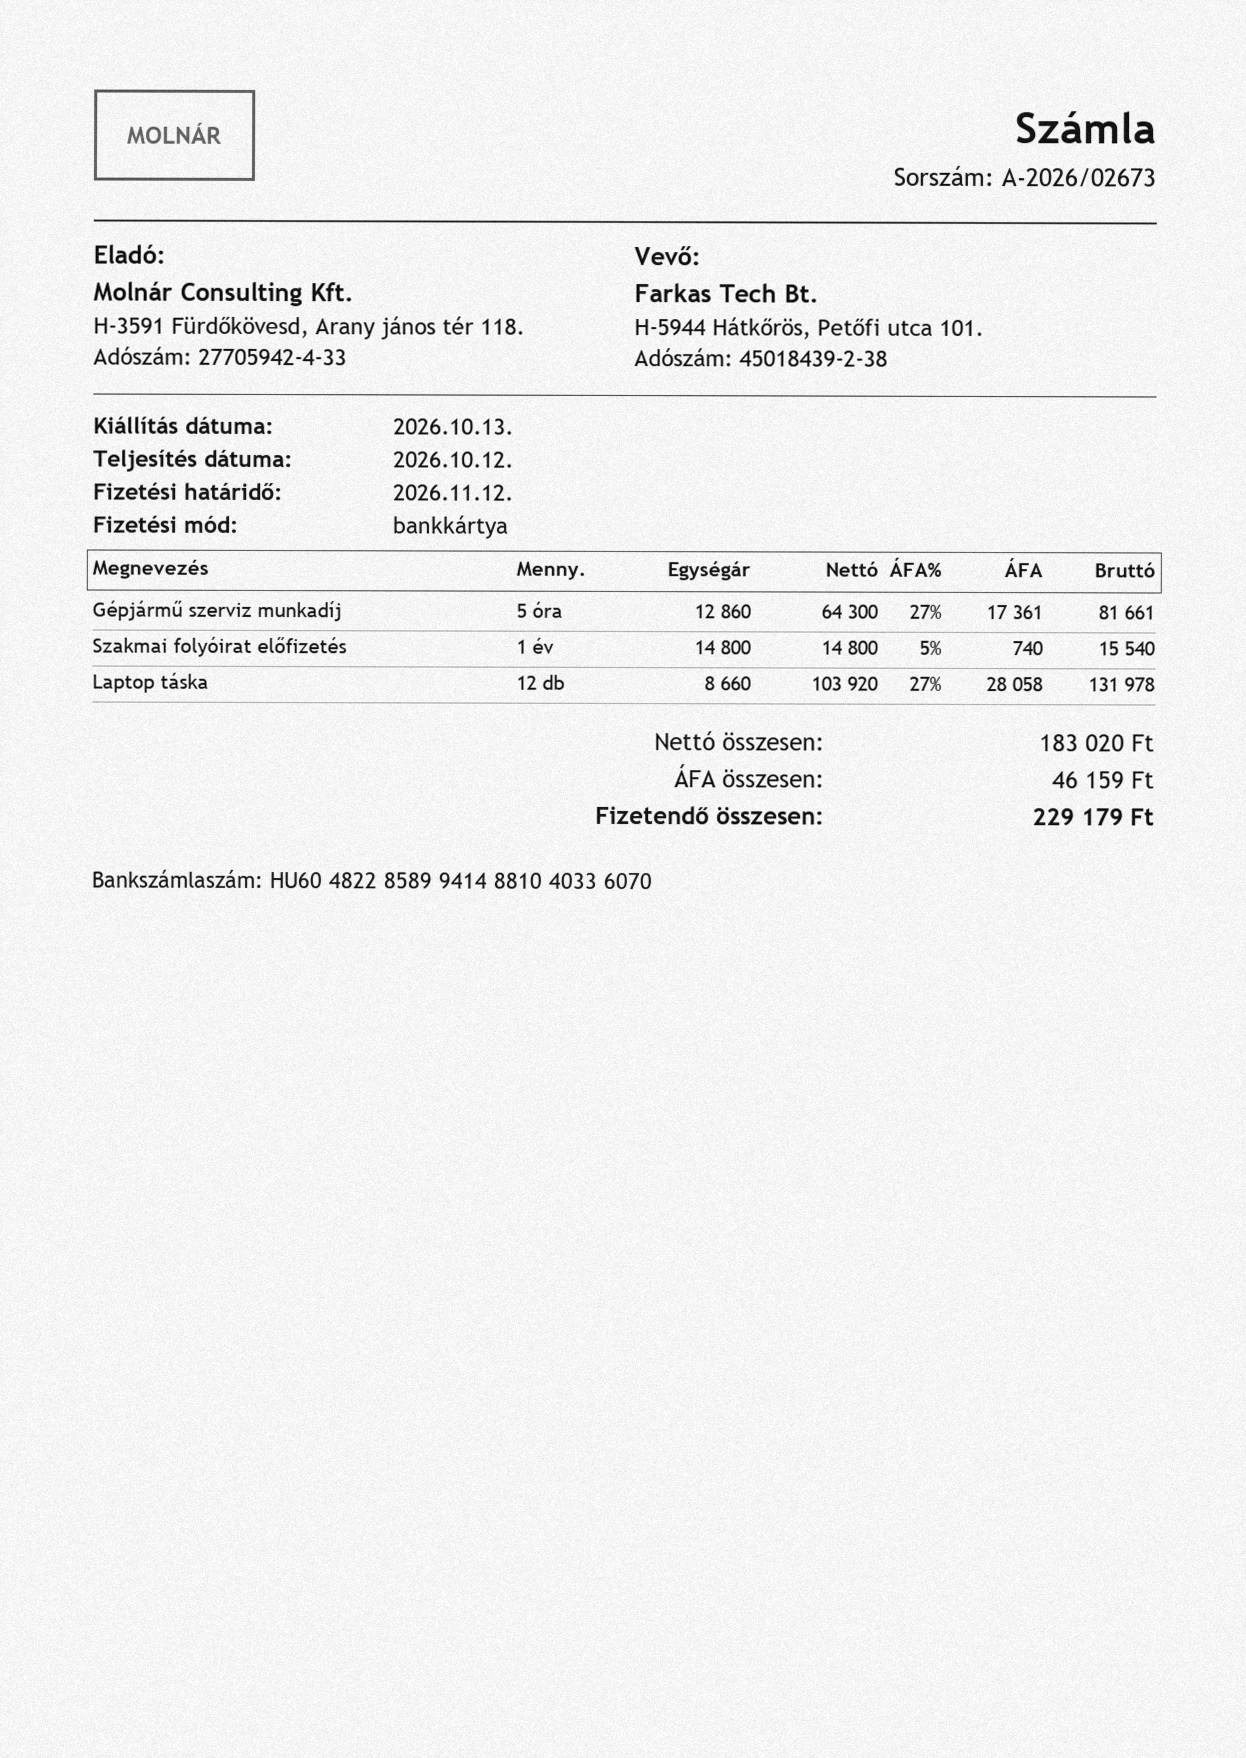 MOLNÁR
Számla
Sorszám: A-2026/02673
Eladó:
Molnár Consulting Kft.
H-3591 Fürdőkövesd, Arany jános tér 118.
Adószám: 27705942-4-33
Vevő:
Farkas Tech Bt.
H-5944 Hátkőrös, Petőfi utca 101.
Adószám: 45018439-2-38
Kiállítás dátuma: 2026.10.13.
Teljesítés dátuma: 2026.10.12.
Fizetési határidő: 2026.11.12.
Fizetési mód: bankkártya
Megnevezés Menny. Egységár Nettó ÁFA% ÁFA Bruttó
Gépjármű szerviz munkadíj 5 óra 12 860 64 300 27% 17 361 81 661
Szakmai folyóirat előfizetés 1 év 14 800 14 800 5% 740 15 540
Laptop táska 12 db 8 660 103 920 27% 28 058 131 978
Nettó összesen: 183 020 Ft
ÁFA összesen: 46 159 Ft
Fizetendő összesen: 229 179 Ft
Bankszámlaszám: HU60 4822 8589 9414 8810 4033 6070